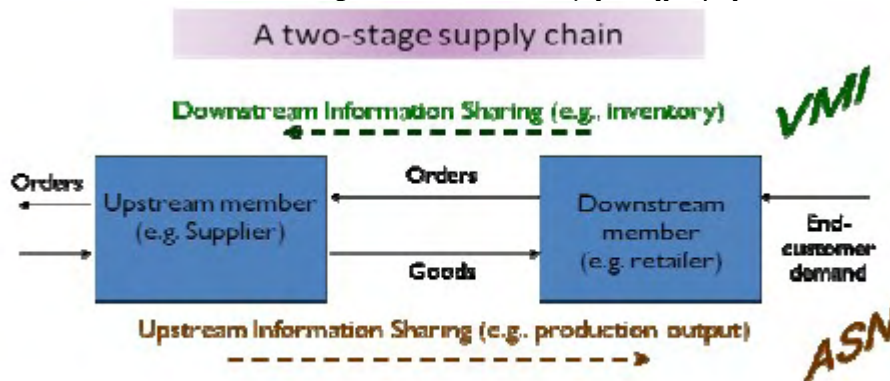 A two-stage supply chain
Downstream Information Sharing (e.g., inventory)
VMI
Orders
Upstream member
(e.g. Supplier)
Orders
Goods
Downstream
member
(e.g. retailer)
End-
customer
demand
Upstream Information Sharing (e.g., production output)
ASN